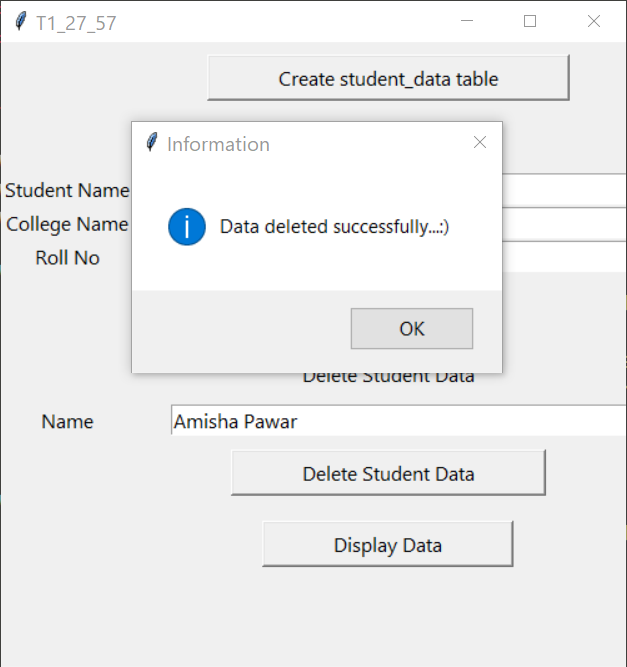 T1_27_57
Create student_data table
Information
Student Name
College Name
Data deleted successfully...:)
Roll No
OK
Delete Student Data
Name
Amisha Pawar
Delete Student Data
Display Data